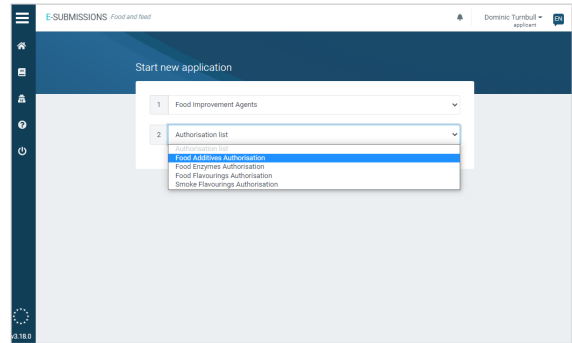 E-SUBMISSIONS Food and feed
Dominic Turnbull
applicant
EN
Start new application
1 Food Improvement Agents
2 Authorisation list
Authorisation list
Food Additives Authorisation
Food Enzymes Authorisation
Food Flavourings Authorisation
Smoke Flavourings Authorisation
v3.18.0